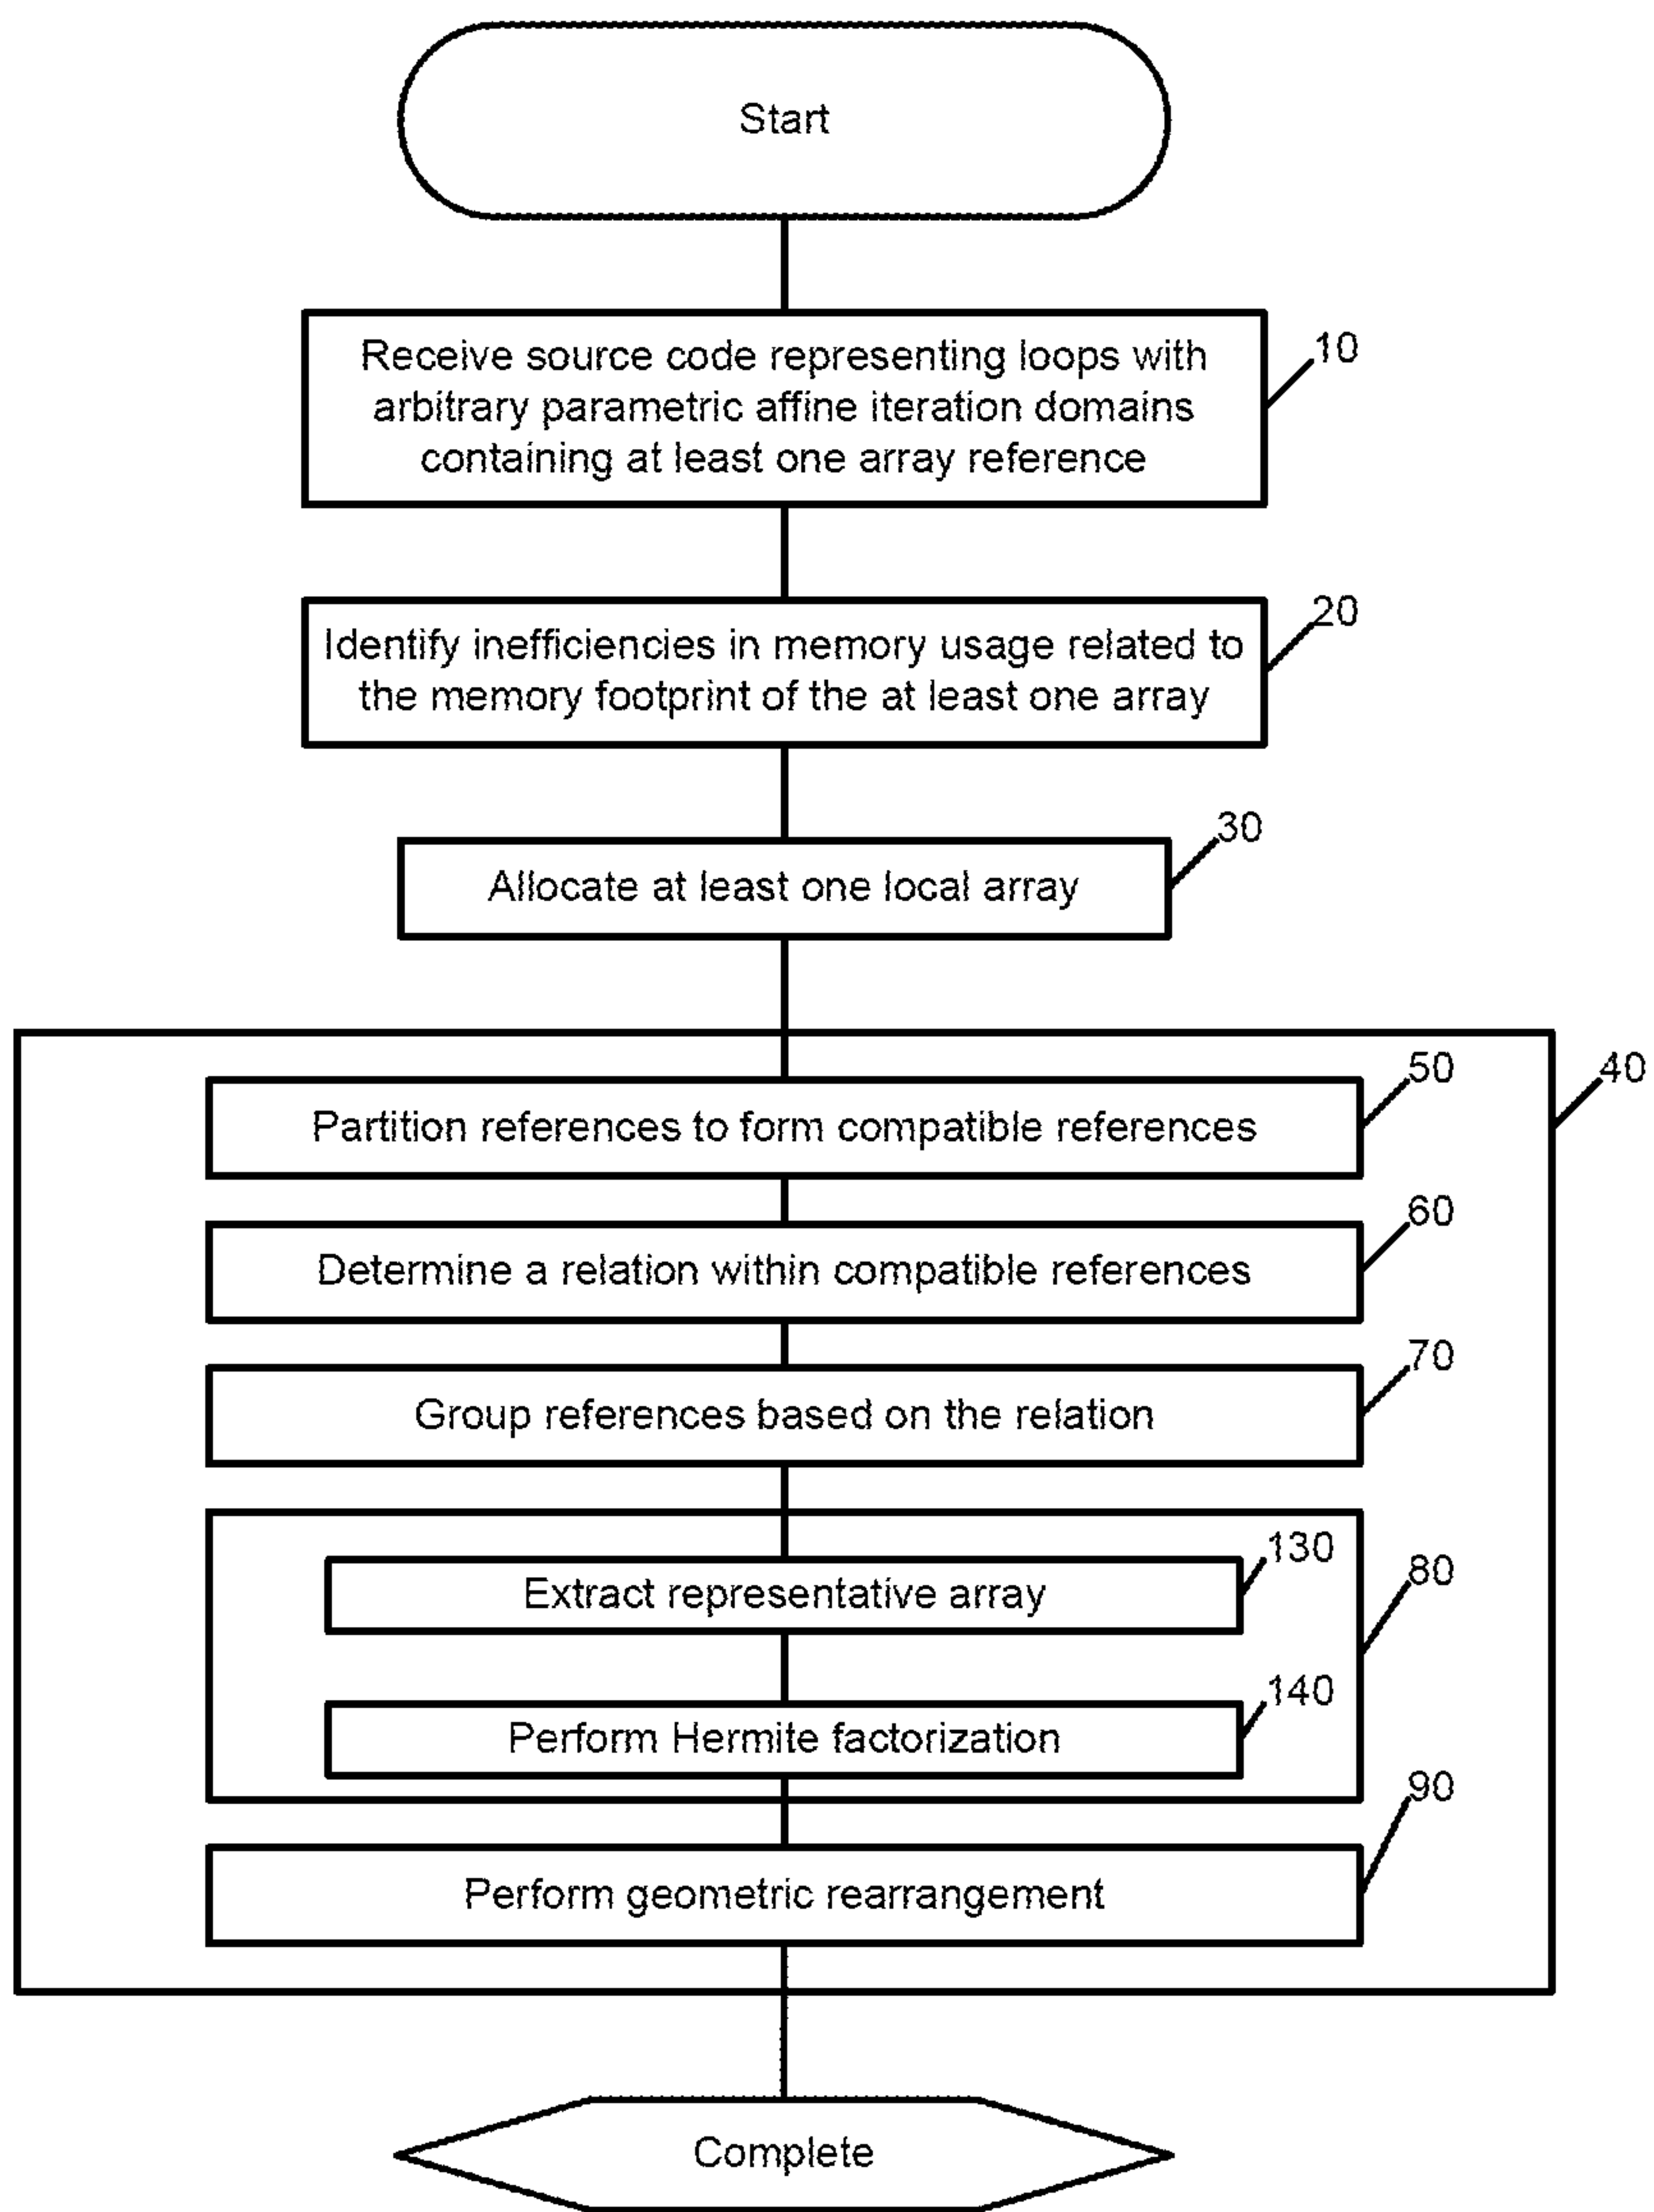 Start
Receive source code representing loops with
arbitrary parametric affine iteration domains
containing at least one array reference
10
Identify inefficiencies in memory usage related to
the memory footprint of the at least one array
20
Allocate at least one local array
30
40
Partition references to form compatible references
50
Determine a relation within compatible references
60
Group references based on the relation
70
80
Extract representative array
130
Perform Hermite factorization
140
Perform geometric rearrangement
90
Complete